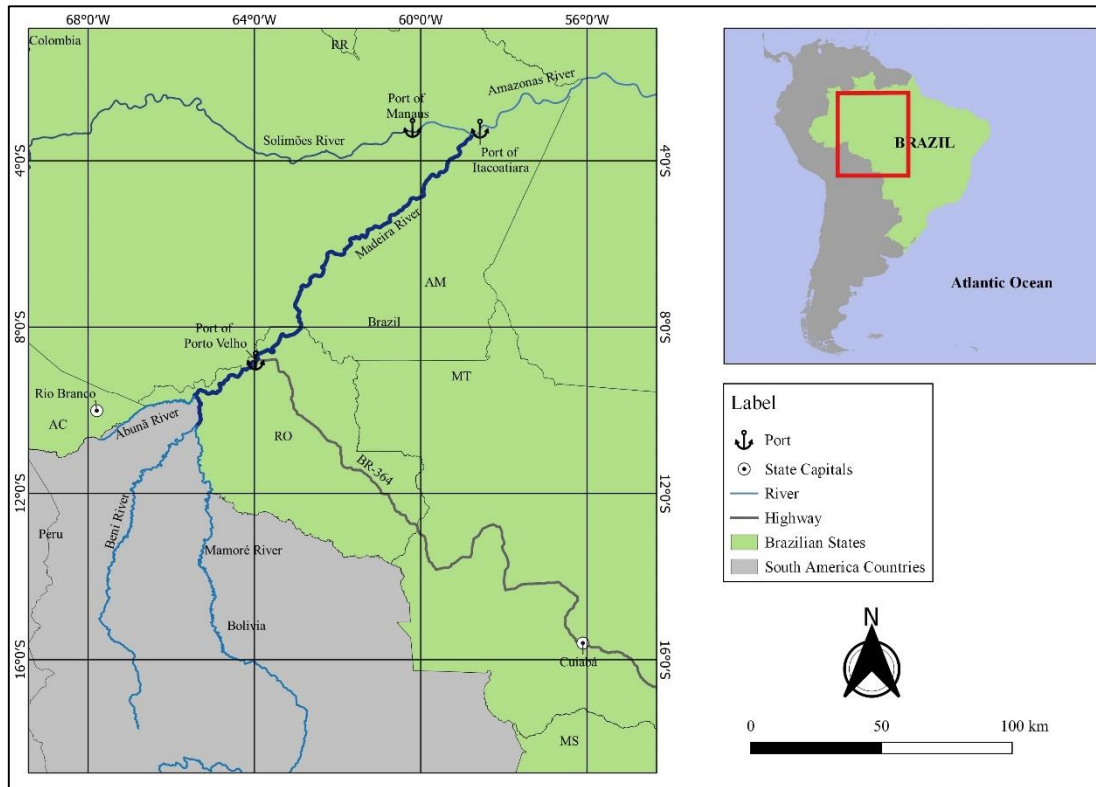 68°0'W 64°0'W 60°0'W 56°0'W
Colombia
RR
Amazonas River
Port of
Manaus
Solimões River
Port of
Itacoatiara
4°0'S 4°0'S
Madeira River
AM
Brazil
8°0'S 8°0'S
Port of
Porto Velho
MT
Rio Branco
AC
Abunã River
RO
BR-364
12°0'S 12°0'S
Peru
Beni River
Mamoré River
Bolivia
16°0'S 16°0'S
Cuiabá
MS
BRAZIL
Atlantic Ocean
Label
Port
State Capitals
River
Highway
Brazilian States
South America Countries
N
0 50 100 km